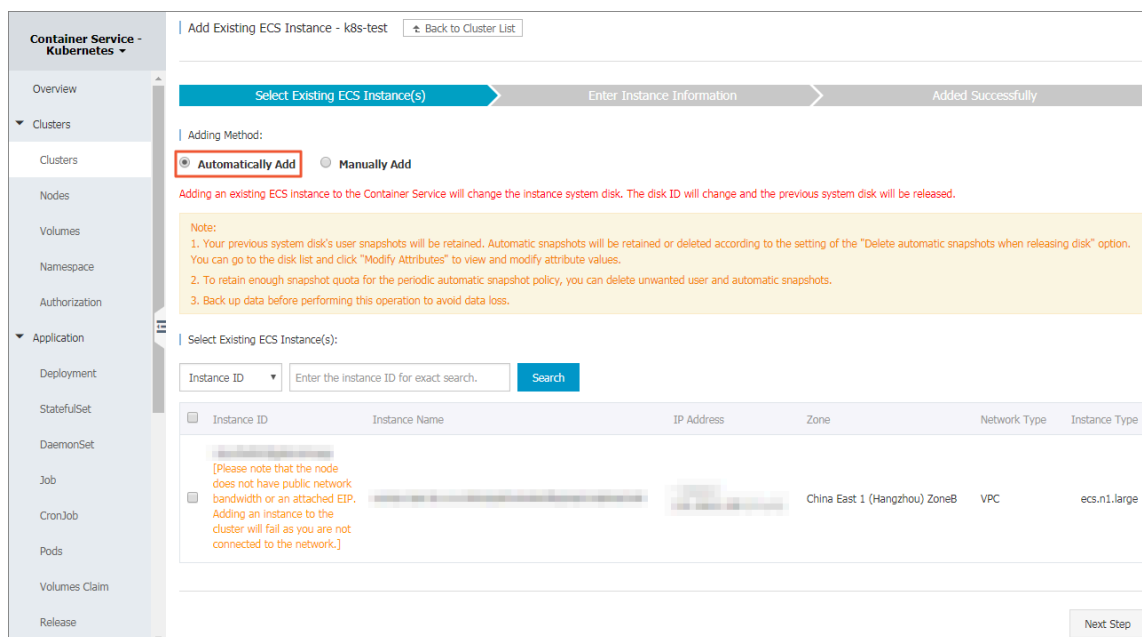 Container Service -
Kubernetes
Overview
Clusters
Clusters
Nodes
Volumes
Namespace
Authorization
Application
Deployment
StatefulSet
DaemonSet
Job
CronJob
Pods
Volumes Claim
Release
Add Existing ECS Instance - k8s-test
Back to Cluster List
Select Existing ECS Instance(s)
Enter Instance Information
Added Successfully
Adding Method:
Automatically Add
Manually Add
Adding an existing ECS instance to the Container Service will change the instance system disk. The disk ID will change and the previous system disk will be released.
Note:
1. Your previous system disk's user snapshots will be retained. Automatic snapshots will be retained or deleted according to the setting of the "Delete automatic snapshots when releasing disk" option.
You can go to the disk list and click "Modify Attributes" to view and modify attribute values.
2. To retain enough snapshot quota for the periodic automatic snapshot policy, you can delete unwanted user and automatic snapshots.
3. Back up data before performing this operation to avoid data loss.
Select Existing ECS Instance(s):
Instance ID
Enter the instance ID for exact search.
Search
Instance ID
Instance Name
IP Address
Zone
Network Type
Instance Type
[Please note that the node
does not have public network
bandwidth or an attached EIP.
Adding an instance to the
cluster will fail as you are not
connected to the network.]
China East 1 (Hangzhou) ZoneB
VPC
ecs.n1.large
Next Step